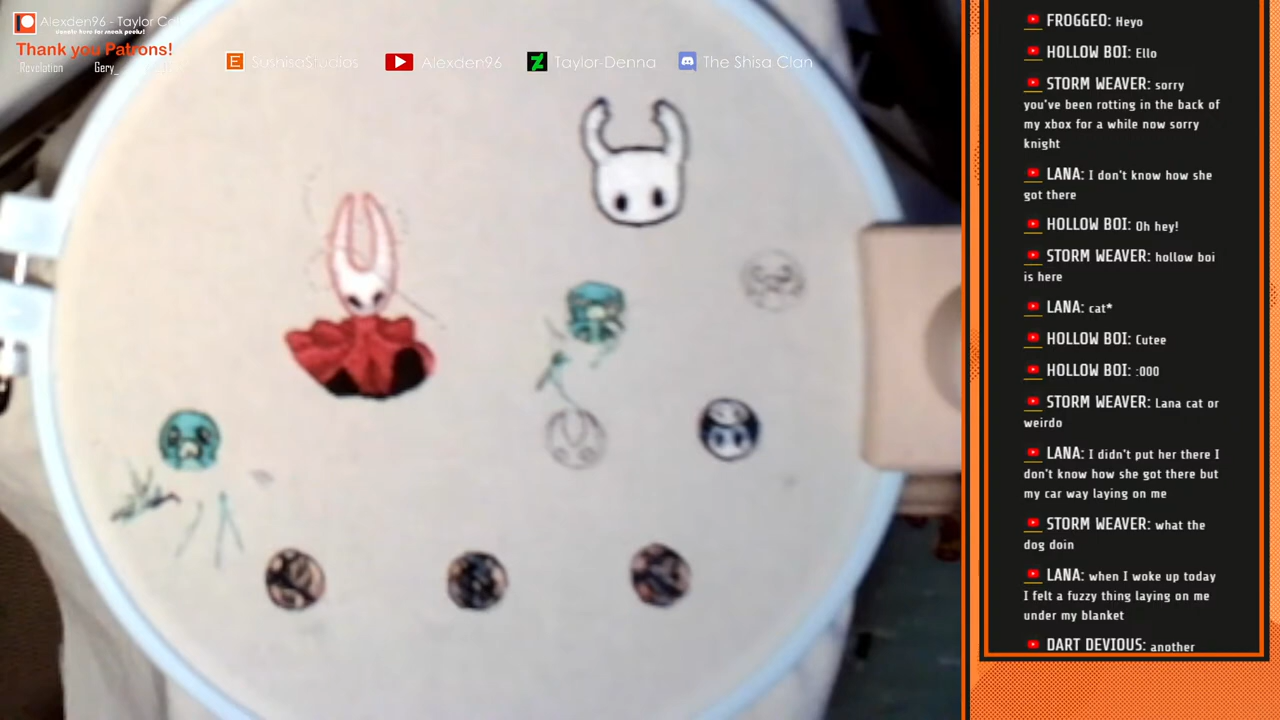 Alexden96 - Taylor
Thank you Patrons!
Revelation Gery_
SushisaStudios Alexden96 Taylor-Denna The Shisa Clan
FROGGEO: Heyo
HOLLOW BOI: Ello
STORM WEAVER: sorry
you've been rotting in the back of
my xbox for a while now sorry
knight
LANA: I don't know how she
got there
HOLLOW BOI: Oh hey!
STORM WEAVER: hollow boi
is here
LANA: cat*
HOLLOW BOI: Cutee
HOLLOW BOI: :000
STORM WEAVER: Lana cat or
weirdo
LANA: I didn't put her there I
don't know how she got there but
my car way laying on me
STORM WEAVER: what the
dog doin
LANA: when I woke up today
I felt a fuzzy thing laying on me
under my blanket
DART DEVIOUS: another